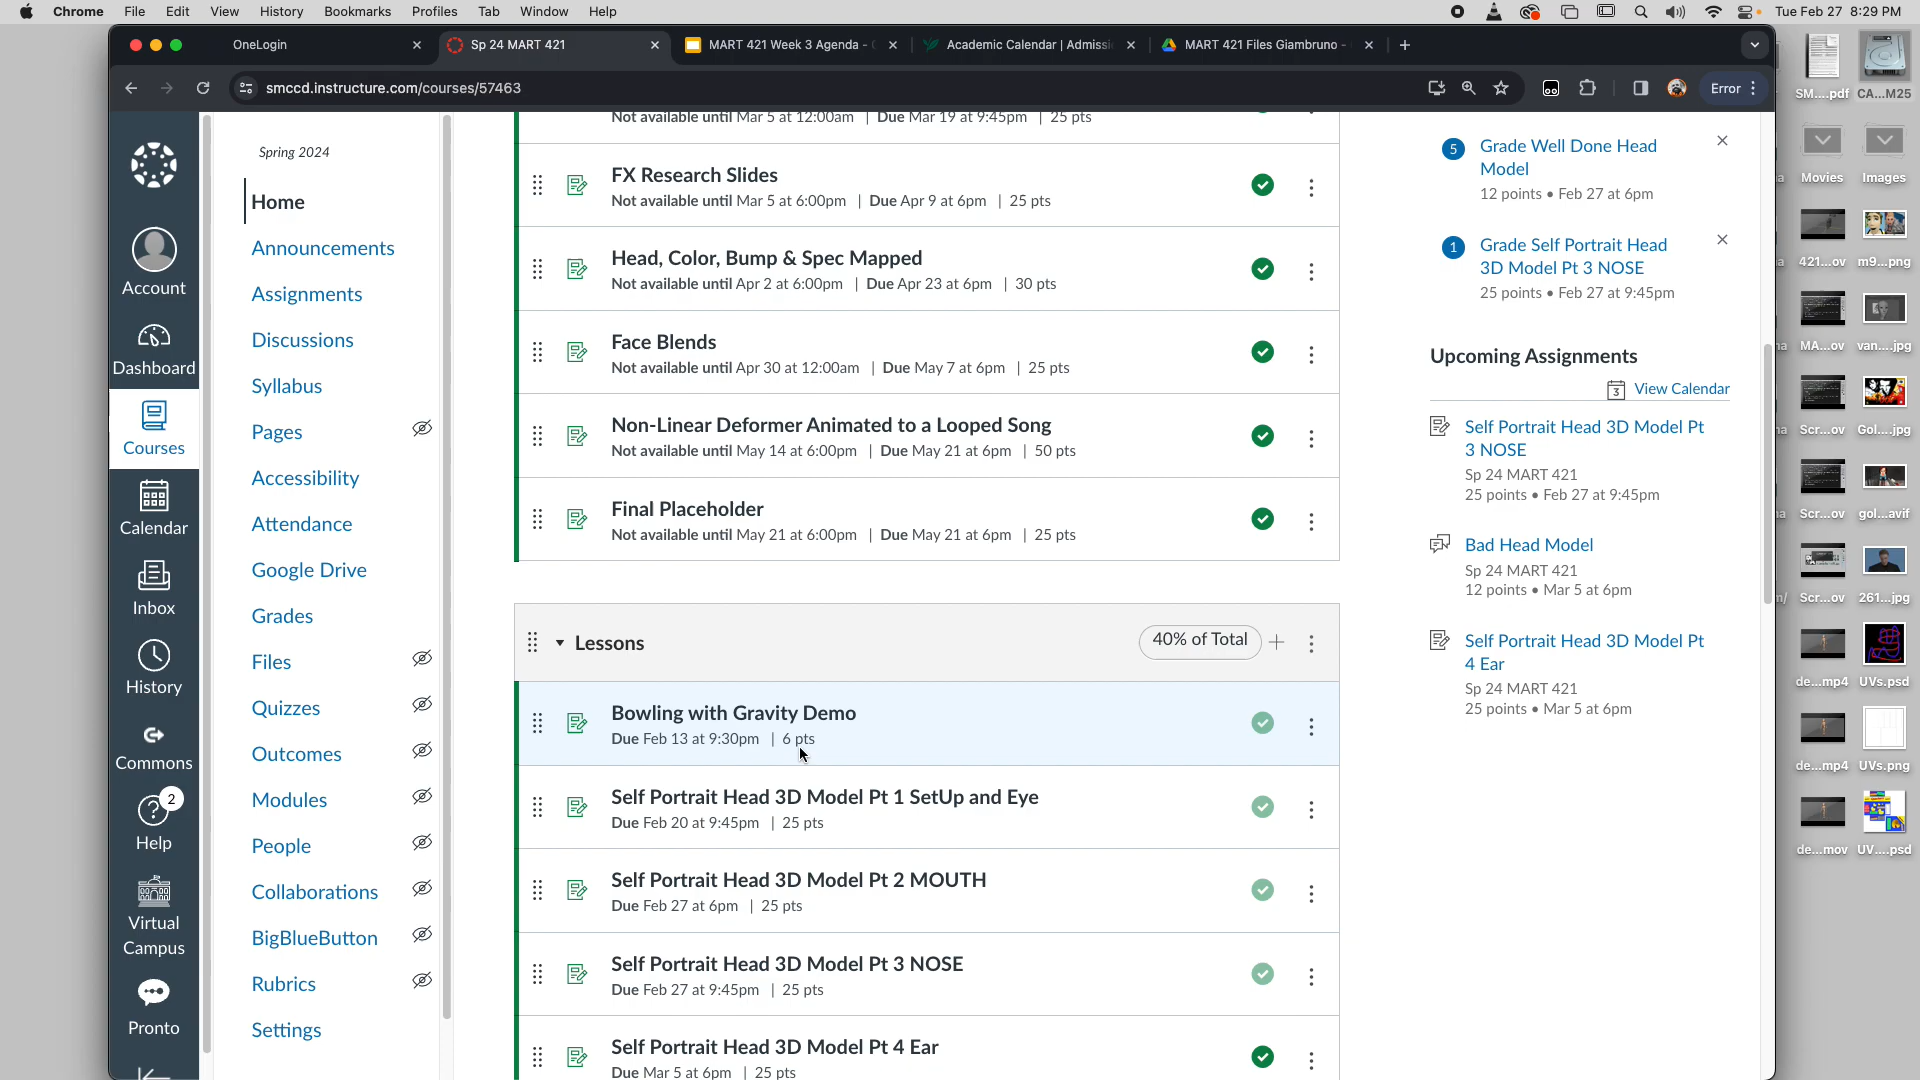 Chrome File Edit View History Bookmarks Profiles Tab Window Help
Tue Feb 27 8:29 PM
OneLogin
Sp 24 MART 421
MART 421 Week 3 Agenda -
Academic Calendar | Admissi
MART 421 Files Giambruno -
smccd.instructure.com/courses/57463
Error
Account
Dashboard
Courses
Calendar
Inbox
History
Commons
2
Help
Virtual
Campus
Pronto
Spring 2024
Home
Announcements
Assignments
Discussions
Syllabus
Pages
Accessibility
Attendance
Google Drive
Grades
Files
Quizzes
Outcomes
Modules
People
Collaborations
BigBlueButton
Rubrics
Settings
Not available until Mar 5 at 12:00am | Due Mar 19 at 9:45pm | 25 pts
FX Research Slides
Not available until Mar 5 at 6:00pm | Due Apr 9 at 6pm | 25 pts
Head, Color, Bump & Spec Mapped
Not available until Apr 2 at 6:00pm | Due Apr 23 at 6pm | 30 pts
Face Blends
Not available until Apr 30 at 12:00am | Due May 7 at 6pm | 25 pts
Non-Linear Deformer Animated to a Looped Song
Not available until May 14 at 6:00pm | Due May 21 at 6pm | 50 pts
Final Placeholder
Not available until May 21 at 6:00pm | Due May 21 at 6pm | 25 pts
Lessons
40% of Total
Bowling with Gravity Demo
Due Feb 13 at 9:30pm | 6 pts
Self Portrait Head 3D Model Pt 1 SetUp and Eye
Due Feb 20 at 9:45pm | 25 pts
Self Portrait Head 3D Model Pt 2 MOUTH
Due Feb 27 at 6pm | 25 pts
Self Portrait Head 3D Model Pt 3 NOSE
Due Feb 27 at 9:45pm | 25 pts
Self Portrait Head 3D Model Pt 4 Ear
Due Mar 5 at 6pm | 25 pts
5
Grade Well Done Head
Model
12 points • Feb 27 at 6pm
1
Grade Self Portrait Head
3D Model Pt 3 NOSE
25 points • Feb 27 at 9:45pm
Upcoming Assignments
3 View Calendar
Self Portrait Head 3D Model Pt
3 NOSE
Sp 24 MART 421
25 points • Feb 27 at 9:45pm
Bad Head Model
Sp 24 MART 421
12 points • Mar 5 at 6pm
Self Portrait Head 3D Model Pt
4 Ear
Sp 24 MART 421
25 points • Mar 5 at 6pm
SM....pdf CA...M25
Movies Images
421...ov m9...png
MA...ov van....jpg
Scr...ov Gol....jpg
Scr...ov gol...avif
Scr...ov 261...jpg
de...mp4 UVs.psd
de...mp4 UVs.png
de...mov UV....psd